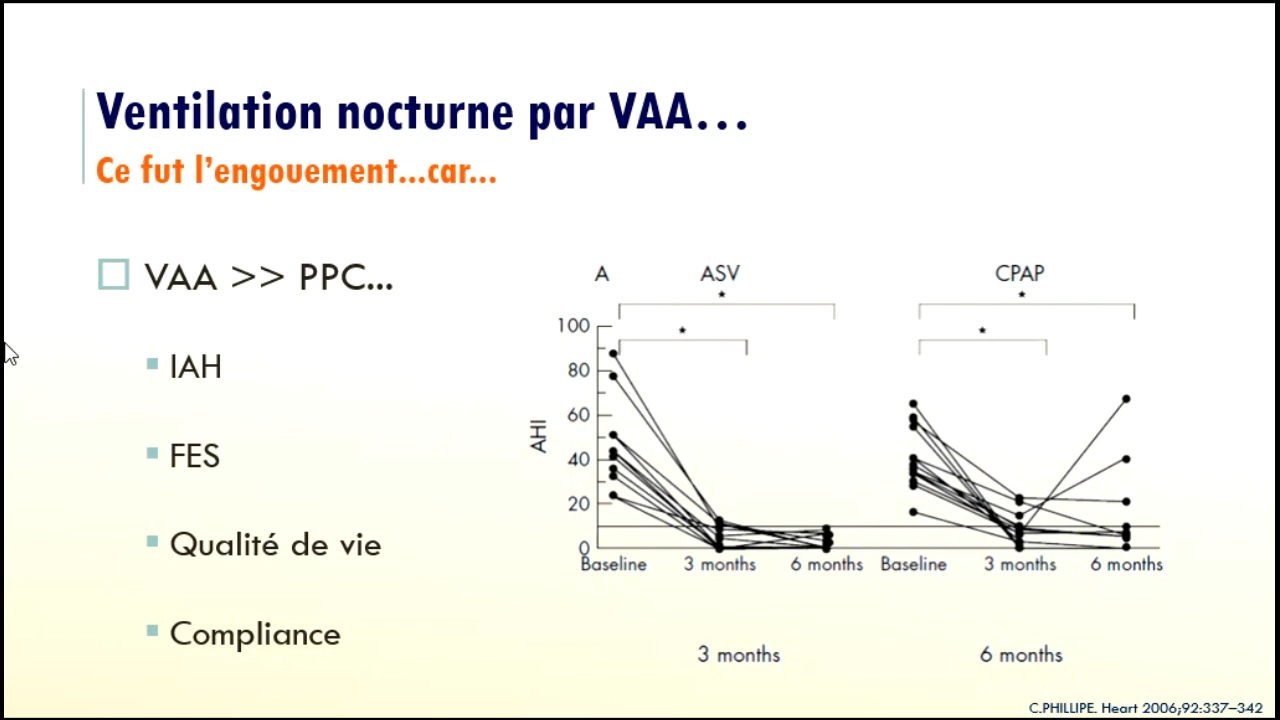 Ventilation nocturne par VAA...
Ce fut l'engouement...car...
VAA >> PPC...
IAH
FES
Qualité de vie
Compliance
A ASV CPAP
* *
* *
100
80
60
40
20
0
AHI
Baseline 3 months 6 months Baseline 3 months 6 months
3 months 6 months
C.PHILLIPE. Heart 2006;92:337–342